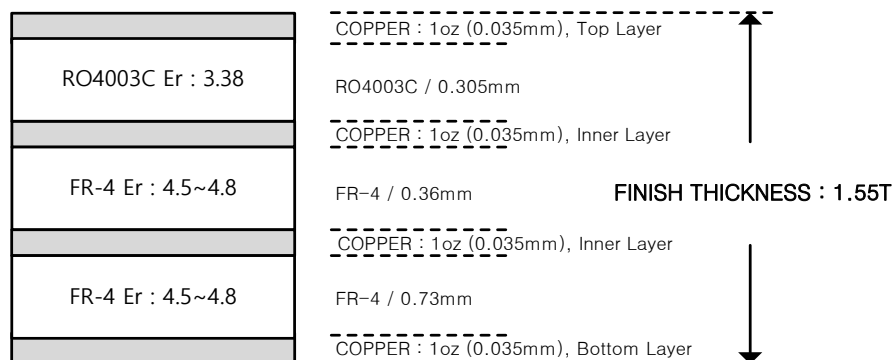 COPPER : 1oz (0.035mm), Top Layer
RO4003C Er : 3.38
RO4003C / 0.305mm
COPPER : 1oz (0.035mm), Inner Layer
FR-4 Er : 4.5~4.8
FR-4 / 0.36mm
FINISH THICKNESS : 1.55T
COPPER : 1oz (0.035mm), Inner Layer
FR-4 Er : 4.5~4.8
FR-4 / 0.73mm
COPPER : 1oz (0.035mm), Bottom Layer